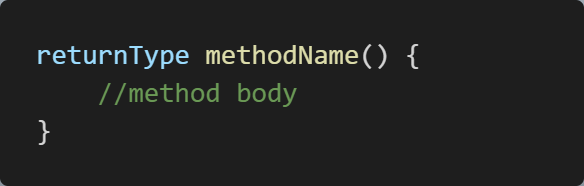 returnType methodName() {
    //method body
}